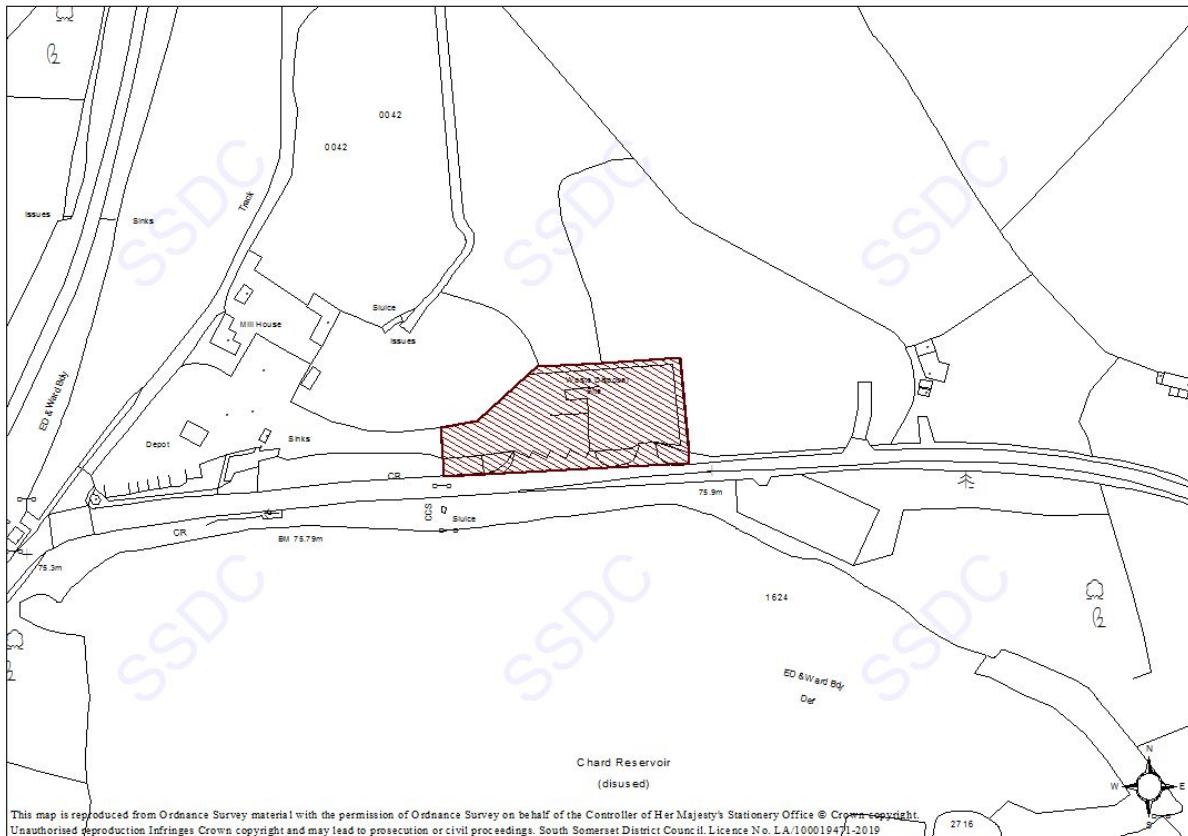 0042
0042
Track
Issues
Sinks
SSDC
SSDC
SSDC
Sluice
Mill House
Issues
Waste Disposal
Site
ED & Ward Bdy
Depot
Sinks
CR
75.9m
CCS
Sluice
CR
BM 75.79m
75.3m
SSDC
SSDC
SSDC
1624
ED & Ward Bdy
Def
Chard Reservoir
(disused)
N
W
E
S
This map is reproduced from Ordnance Survey material with the permission of Ordnance Survey on behalf of the Controller of Her Majesty's Stationery Office © Crown copyright.
Unauthorised reproduction Infringes Crown copyright and may lead to prosecution or civil proceedings. South Somerset District Council. Licence No. LA/100019471-2019
2716